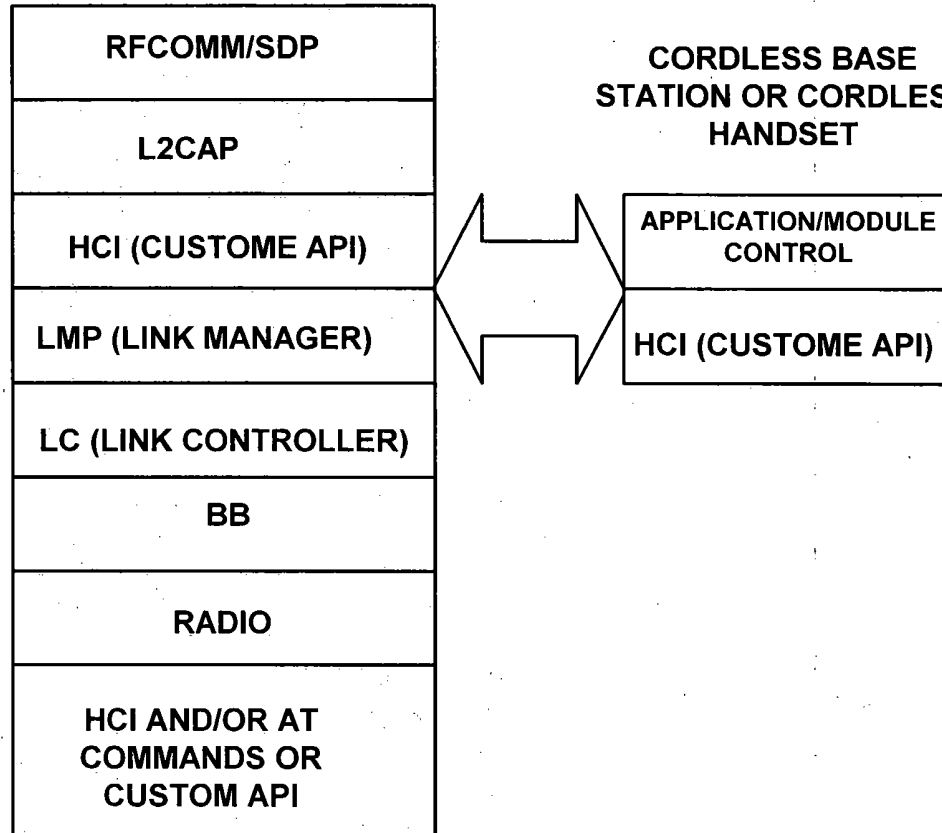 RFCOMM/SDP
L2CAP
HCI (CUSTOME API)
LMP (LINK MANAGER)
LC (LINK CONTROLLER)
BB
RADIO
HCI AND/OR AT
COMMANDS OR
CUSTOM API
CORDLESS BASE
STATION OR CORDLES
HANDSET
APPLICATION/MODULE
CONTROL
HCI (CUSTOME API)